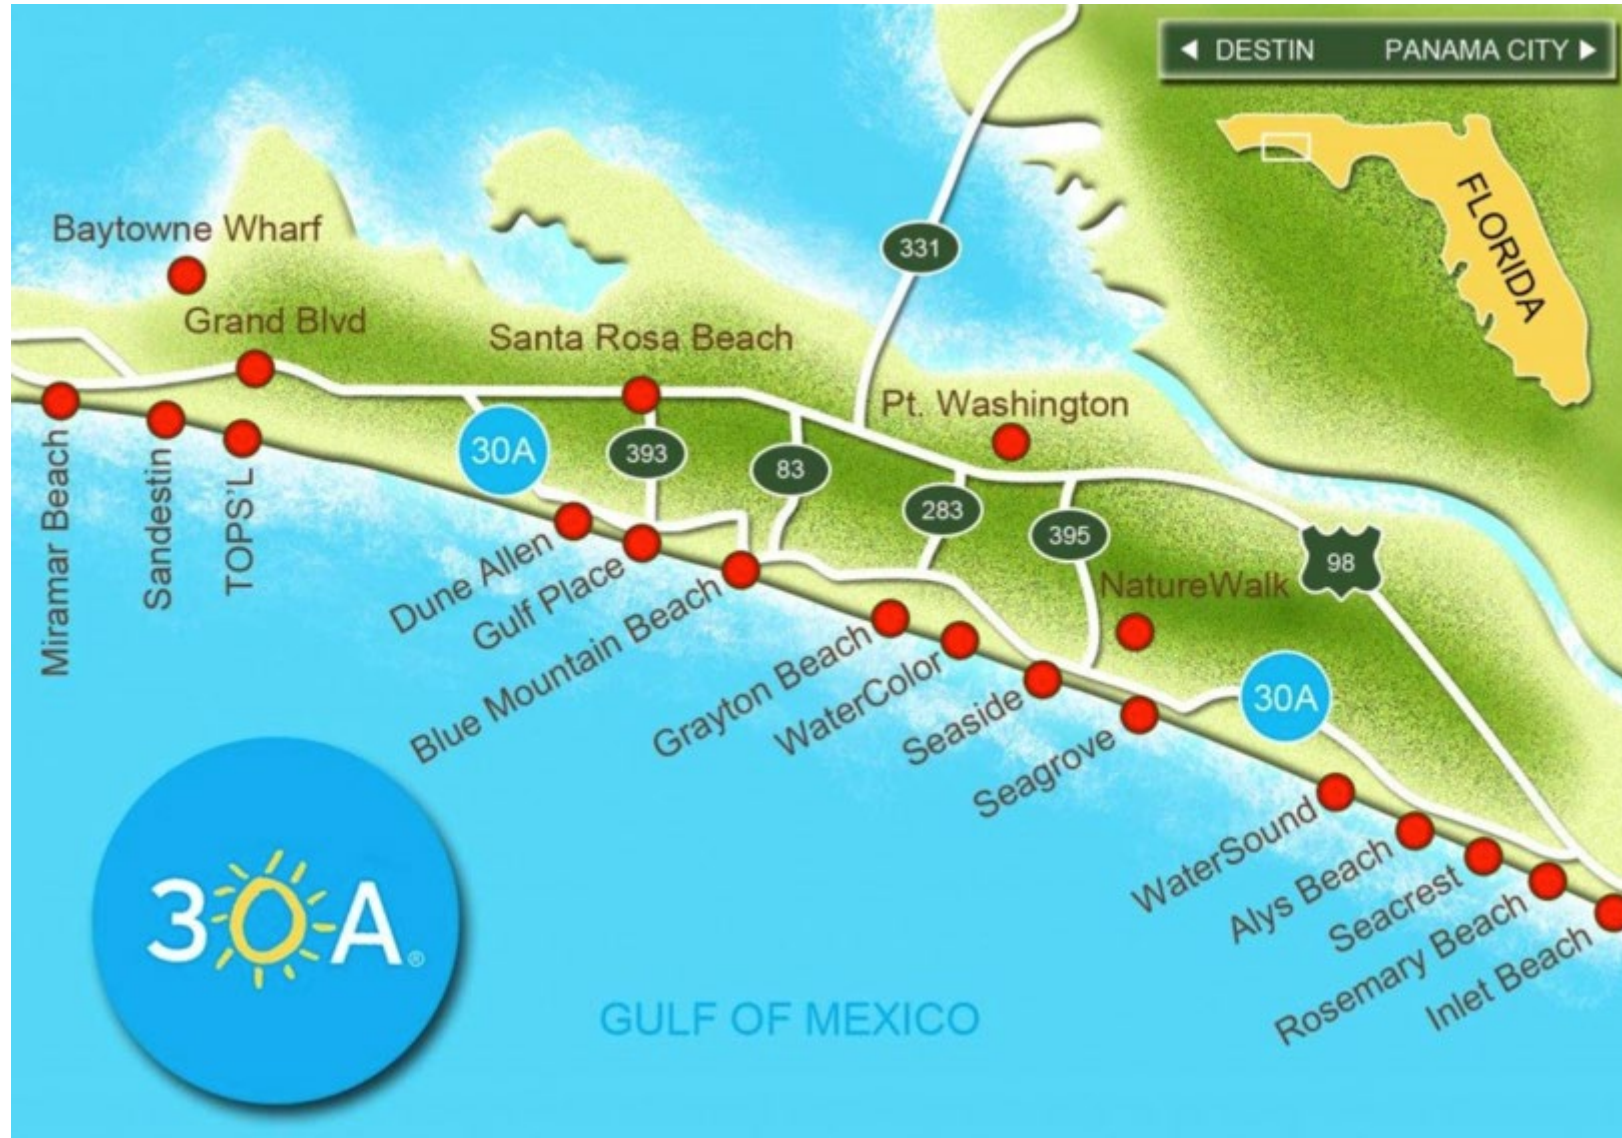 ◀ DESTIN PANAMA CITY ▶
FLORIDA
331
Baytowne Wharf
Grand Blvd
Santa Rosa Beach
Pt. Washington
30A
393
83
283
395
98
NatureWalk
30A
Miramar Beach
Sandestin
TOPS'L
Dune Allen
Gulf Place
Blue Mountain Beach
Grayton Beach
WaterColor
Seaside
Seagrove
WaterSound
Alys Beach
Seacrest
Rosemary Beach
Inlet Beach
30A®
GULF OF MEXICO